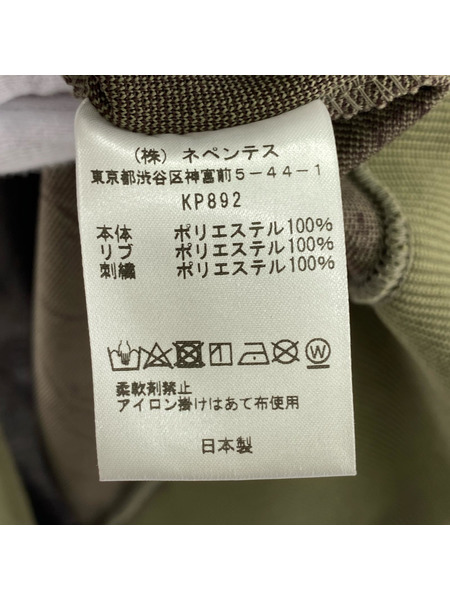 (株) ネペンテス
東京都渋谷区神宮前5-44-1
KP892
本体 ポリエステル100%
リブ ポリエステル100%
刺繍 ポリエステル100%
柔軟剤禁止
アイロン掛けはあて布使用
日本製